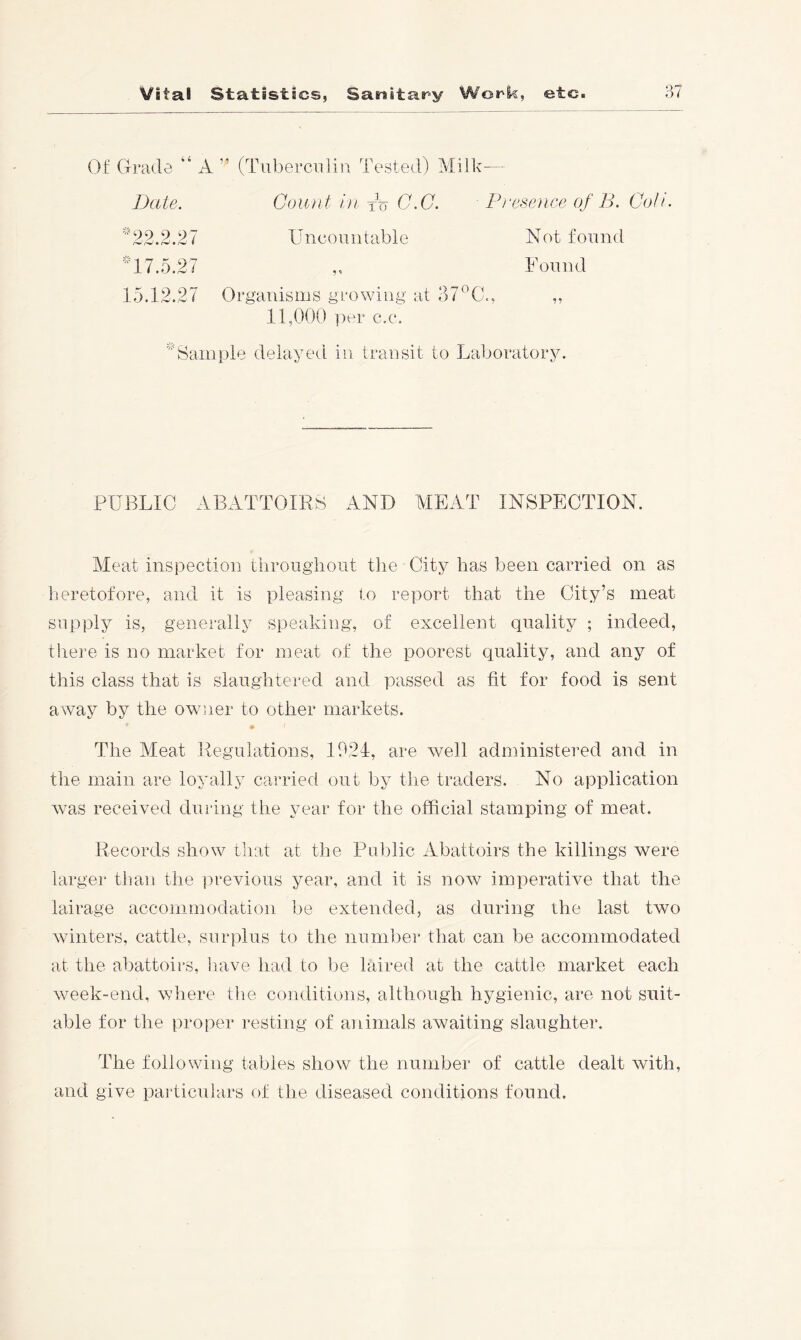 Vital Statistics, Sanitary Work, etc. 37
Of Grade “ A ” (Tuberculin Tested) Milk—
Date. Count in 1/10 C.C. Presence of B. Coli.
*22.2.27 Uncountable Not found
*17.5.27 „ Found
15.12.27 Organisms growing at 37°C., „
11,000 per c.c.
*Sample delayed in transit to Laboratory.
PUBLIC ABATTOIRS AND MEAT INSPECTION.
Meat inspection throughout the City has been carried on as
heretofore, and it is pleasing to report that the City’s meat
supply is, generally speaking, of excellent quality ; indeed,
there is no market for meat of the poorest quality, and any of
this class that is slaughtered and passed as fit for food is sent
away by the owner to other markets.
The Meat Regulations, 1924, are well administered and in
the main are loyally carried out by the traders. No application
was received during the year for the official stamping of meat.
Records show that at the Public Abattoirs the killings were
larger than the previous year, and it is now imperative that the
lairage accommodation be extended, as during the last two
winters, cattle, surplus to the number that can be accommodated
at the abattoirs, have had to be laired at the cattle market each
week-end, where the conditions, although hygienic, are not suit-
able for the proper resting of animals awaiting slaughter.
The following tables show the number of cattle dealt with,
and give particulars of the diseased conditions found.